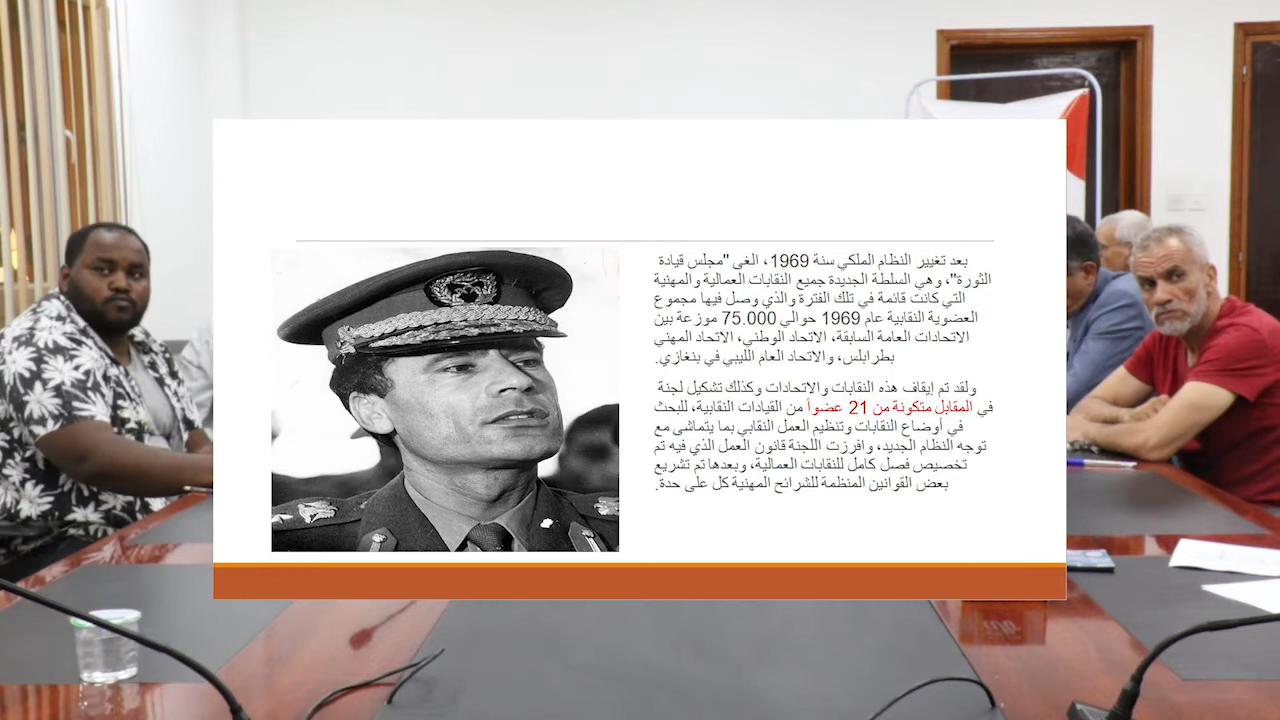 بعد تغيير النظام الملكي سنة 1969، الغى "مجلس قيادة
الثورة"، وهي السلطة الجديدة جميع النقابات العمالية والمهنية
التي كانت قائمة في تلك الفترة والذي وصل فيها مجموع
العضوية النقابية عام 1969 حوالي 75.000 موزعة بين
الاتحادات العامة السابقة، الاتحاد الوطني، الاتحاد المهني
بطرابلس، والاتحاد العام الليبي في بنغازي.
ولقد تم إيقاف هذه النقابات والاتحادات وكذلك تشكيل لجنة
في المقابل متكونة من 21 عضواً من القيادات النقابية، للبحث
في أوضاع النقابات وتنظيم العمل النقابي بما يتماشى مع
توجه النظام الجديد، وافرزت اللجنة قانون العمل الذي فيه تم
تخصيص فصل كامل للنقابات العمالية، وبعدها تم تشريع
بعض القوانين المنظمة للشرائح المهنية كل على حدة.